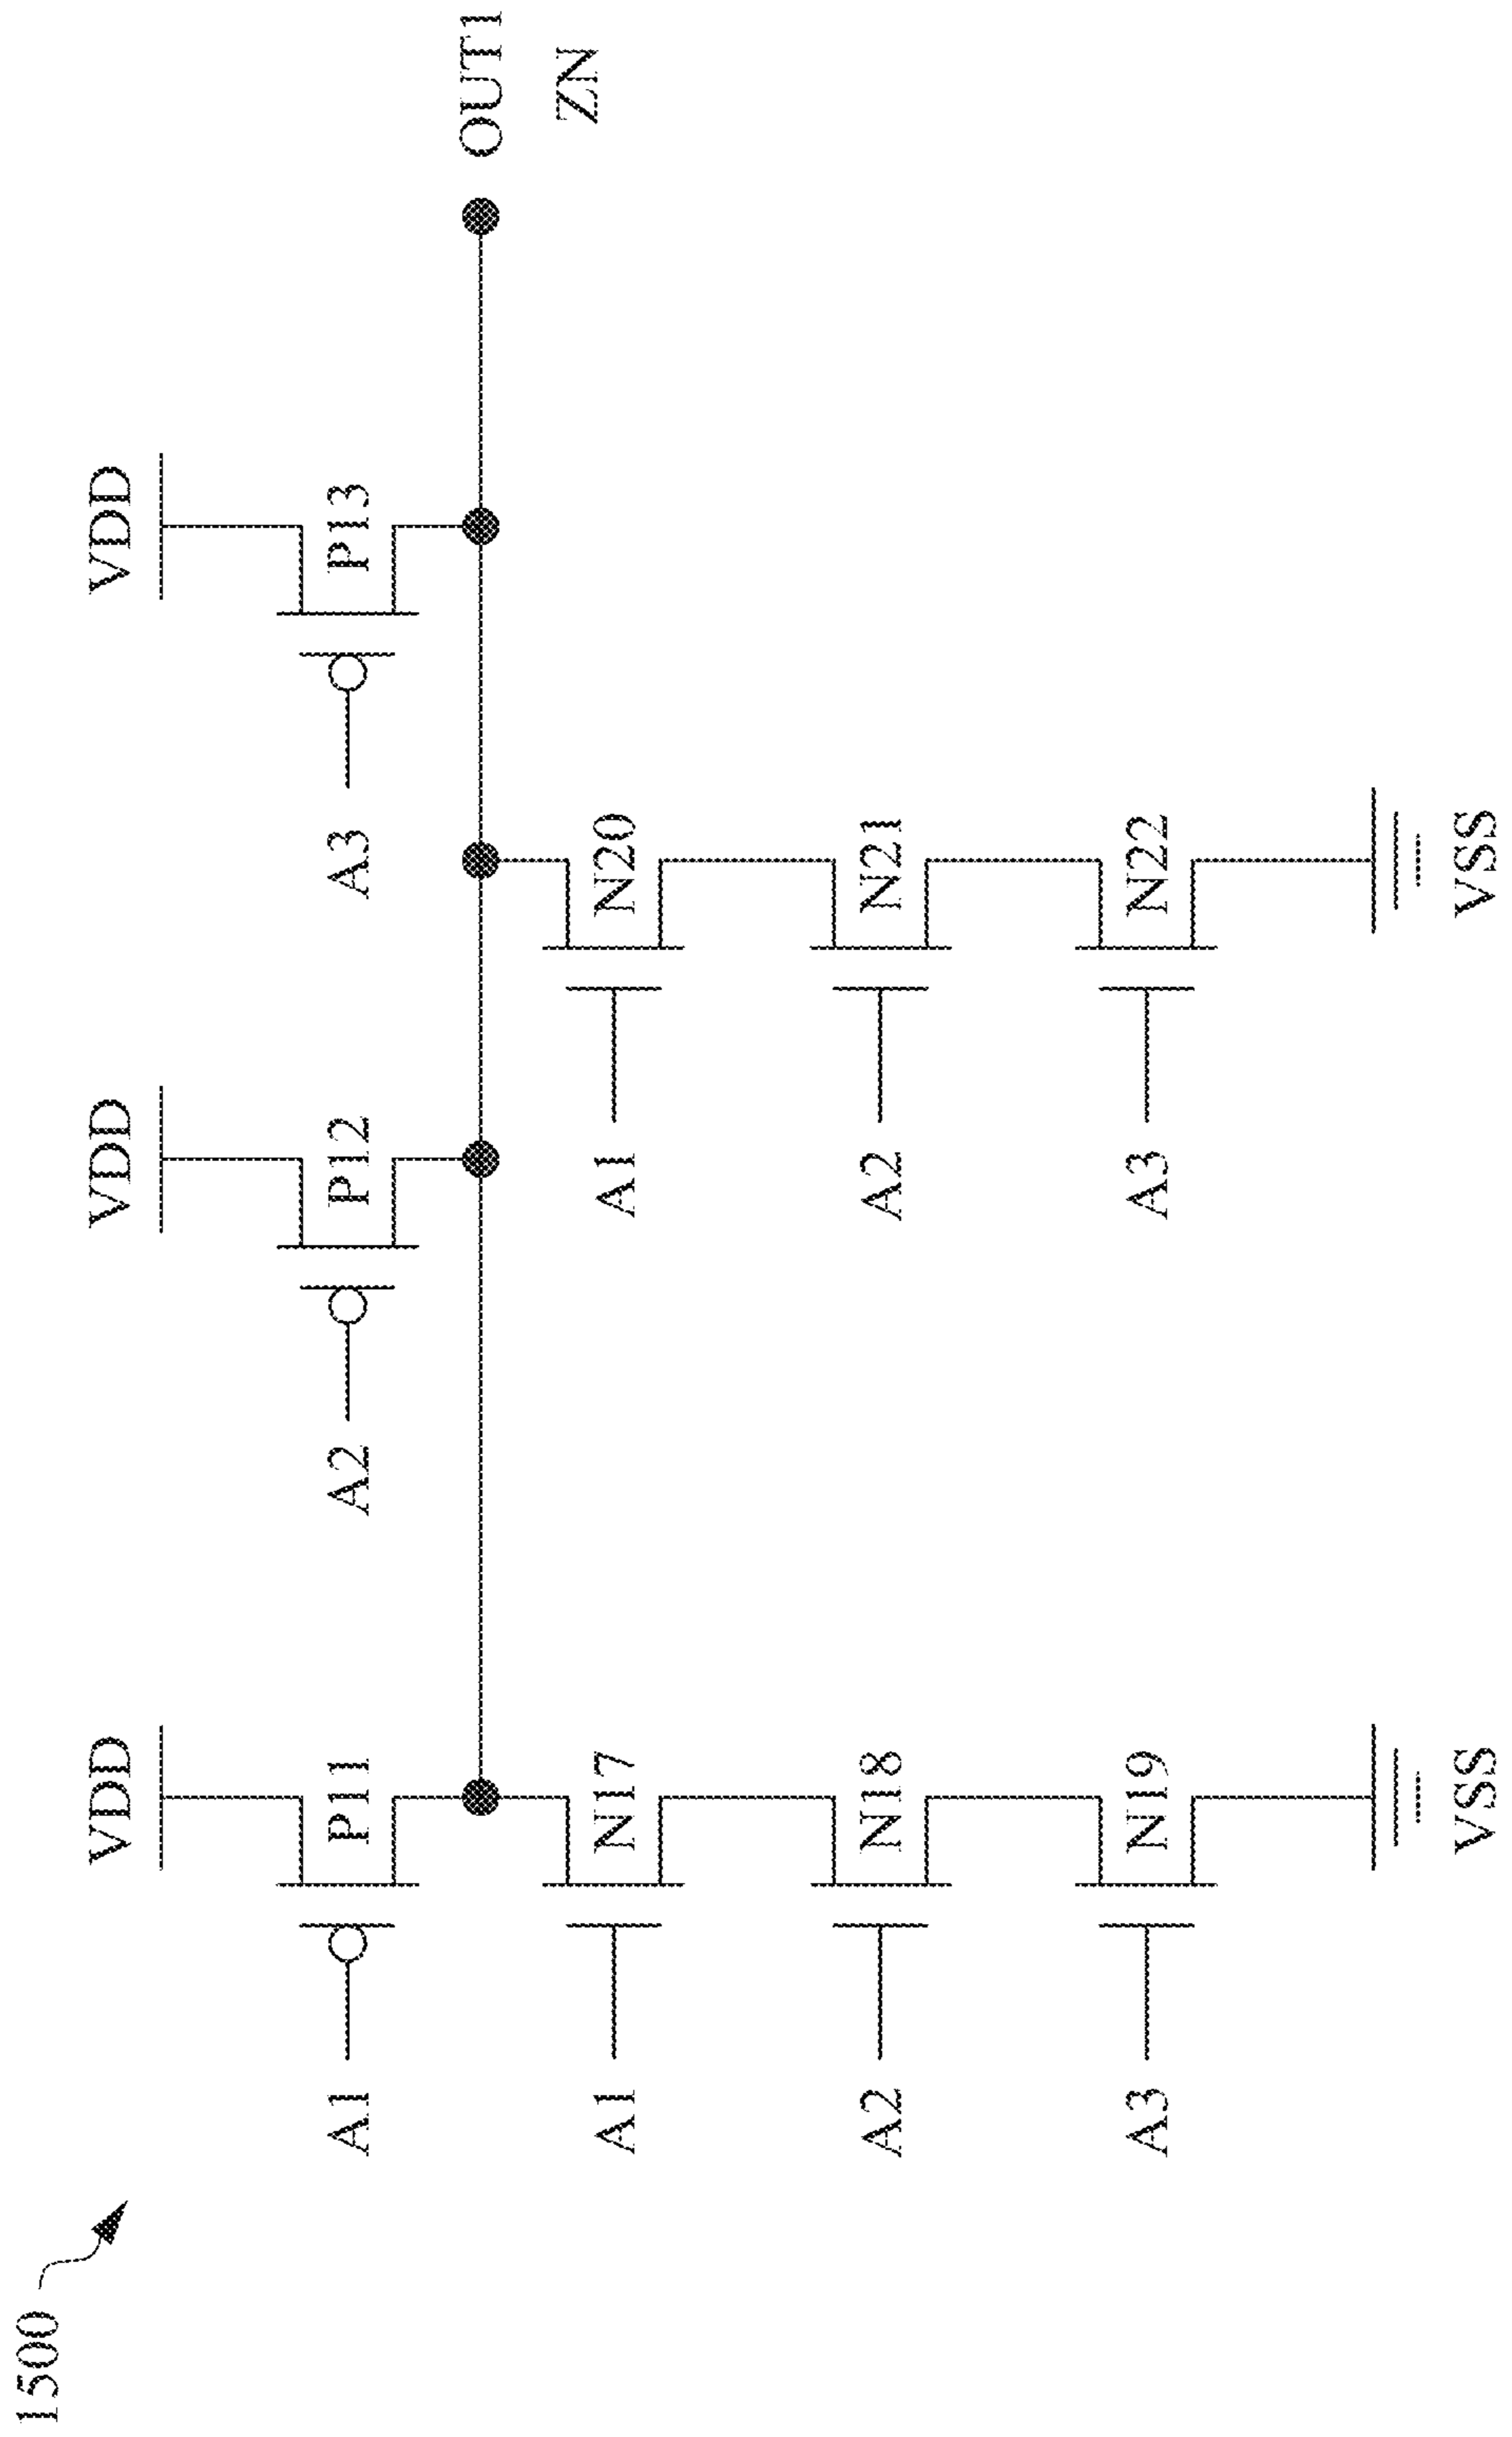 1500
VDD
VDD
VDD
A1
P11
A2
P12
A3
P13
OUT1
ZN
A1
N17
A1
N20
A2
N18
A2
N21
A3
N19
A3
N22
VSS
VSS